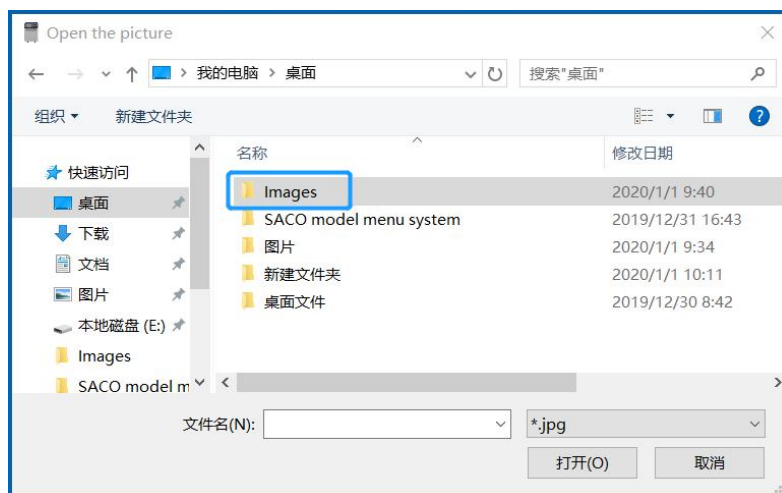 Open the picture
我的电脑 > 桌面
搜索"桌面"
组织
新建文件夹
名称
修改日期
快速访问
桌面
下载
文档
图片
本地磁盘 (E:)
Images
SACO model m
Images 2020/1/1 9:40
SACO model menu system 2019/12/31 16:43
图片 2020/1/1 9:34
新建文件夹 2020/1/1 10:11
桌面文件 2019/12/30 8:42
文件名(N):
*.jpg
打开(O)
取消